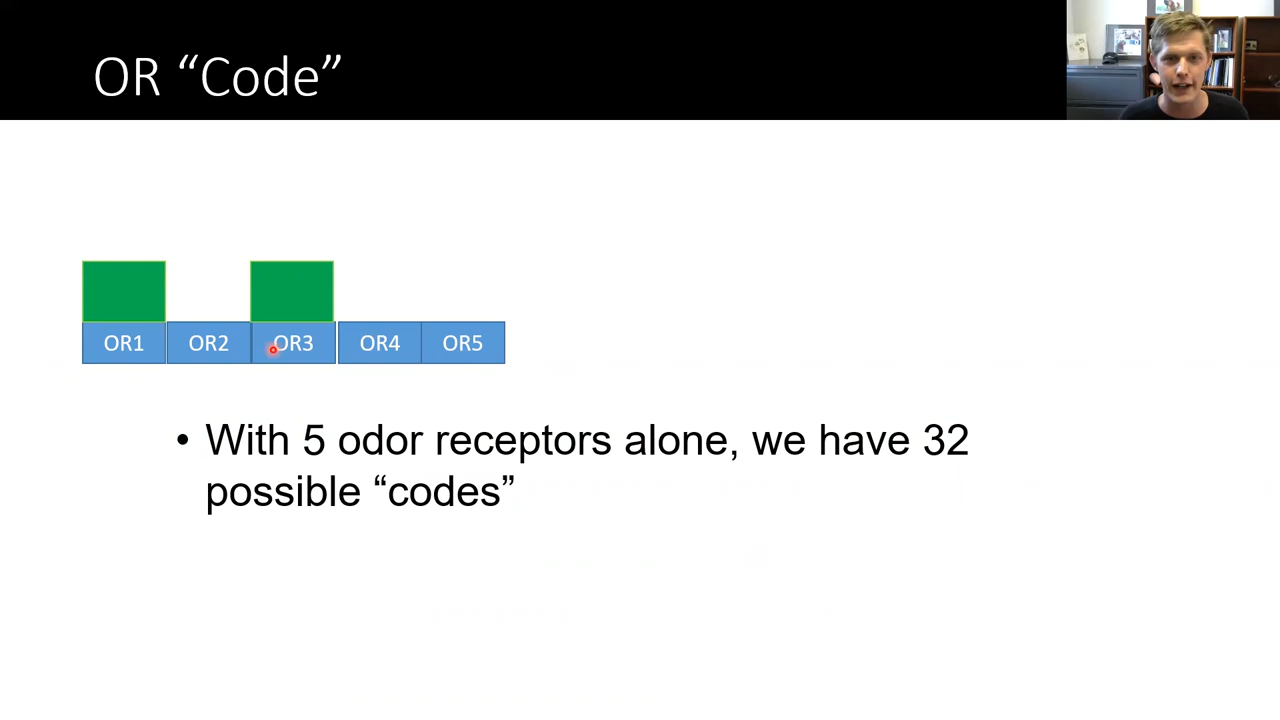 OR “Code”
OR1 OR2 OR3 OR4 OR5
• With 5 odor receptors alone, we have 32
possible “codes”